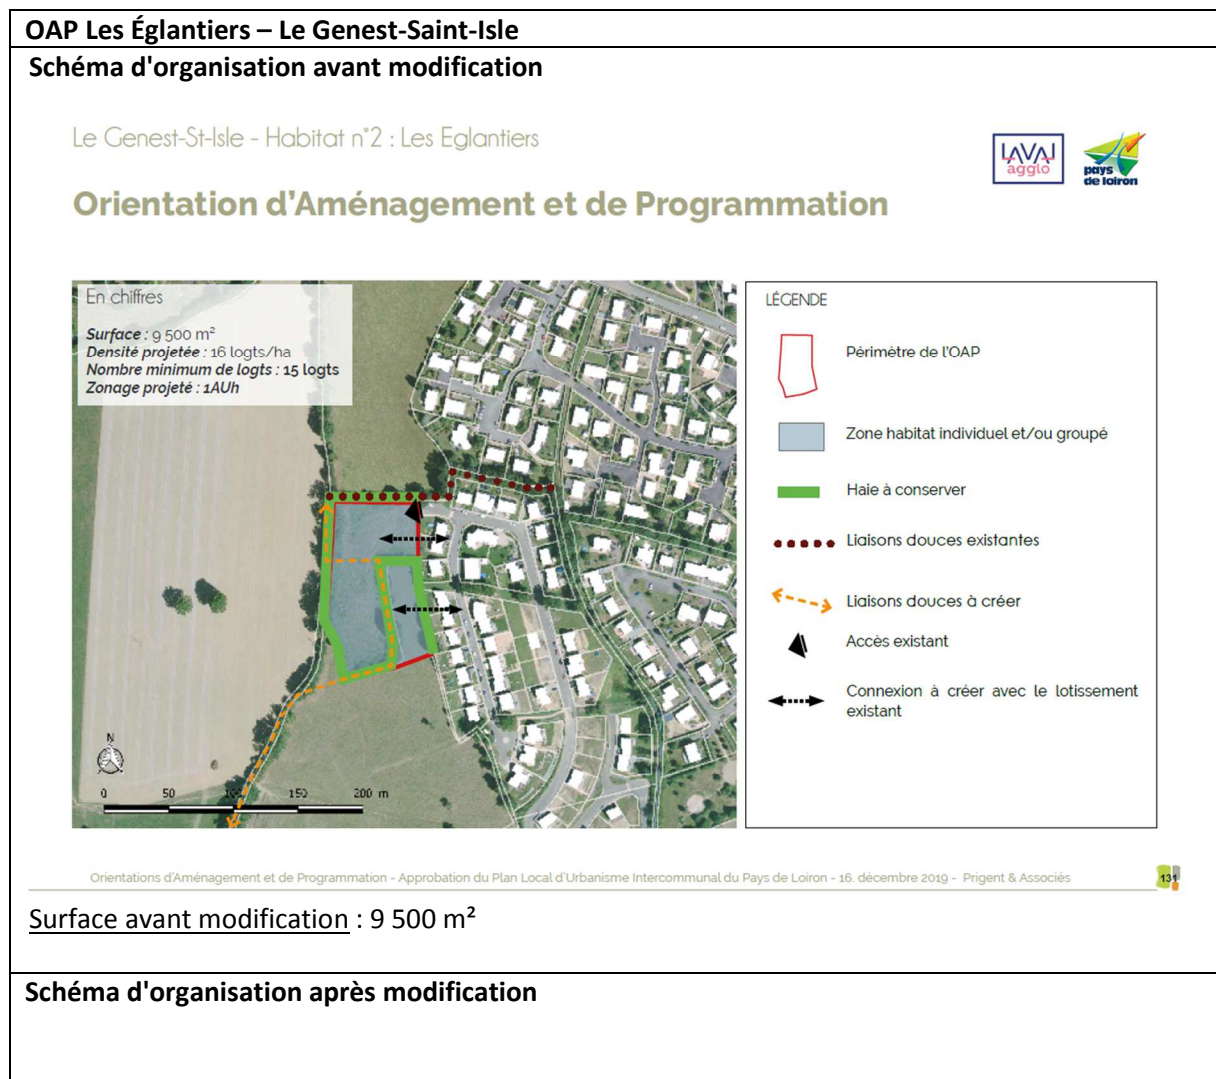 OAP Les Églantiers – Le Genest-Saint-Isle
Schéma d'organisation avant modification
Le Genest-St-Isle - Habitat n°2 : Les Eglantiers
LAVAL
agglo
pays
de loiron
Orientation d'Aménagement et de Programmation
En chiffres
Surface : 9 500 m²
Densité projetée : 16 logts/ha
Nombre minimum de logts : 15 logts
Zonage projeté : 1AUh
N
0 50 100 150 200 m
LÉGENDE
Périmètre de l'OAP
Zone habitat individuel et/ou groupé
Haie à conserver
Liaisons douces existantes
Liaisons douces à créer
Accès existant
Connexion à créer avec le lotissement
existant
Orientations d'Aménagement et de Programmation - Approbation du Plan Local d'Urbanisme Intercommunal du Pays de Loiron - 16. décembre 2019 - Prigent & Associés
131
Surface avant modification : 9 500 m²
Schéma d'organisation après modification